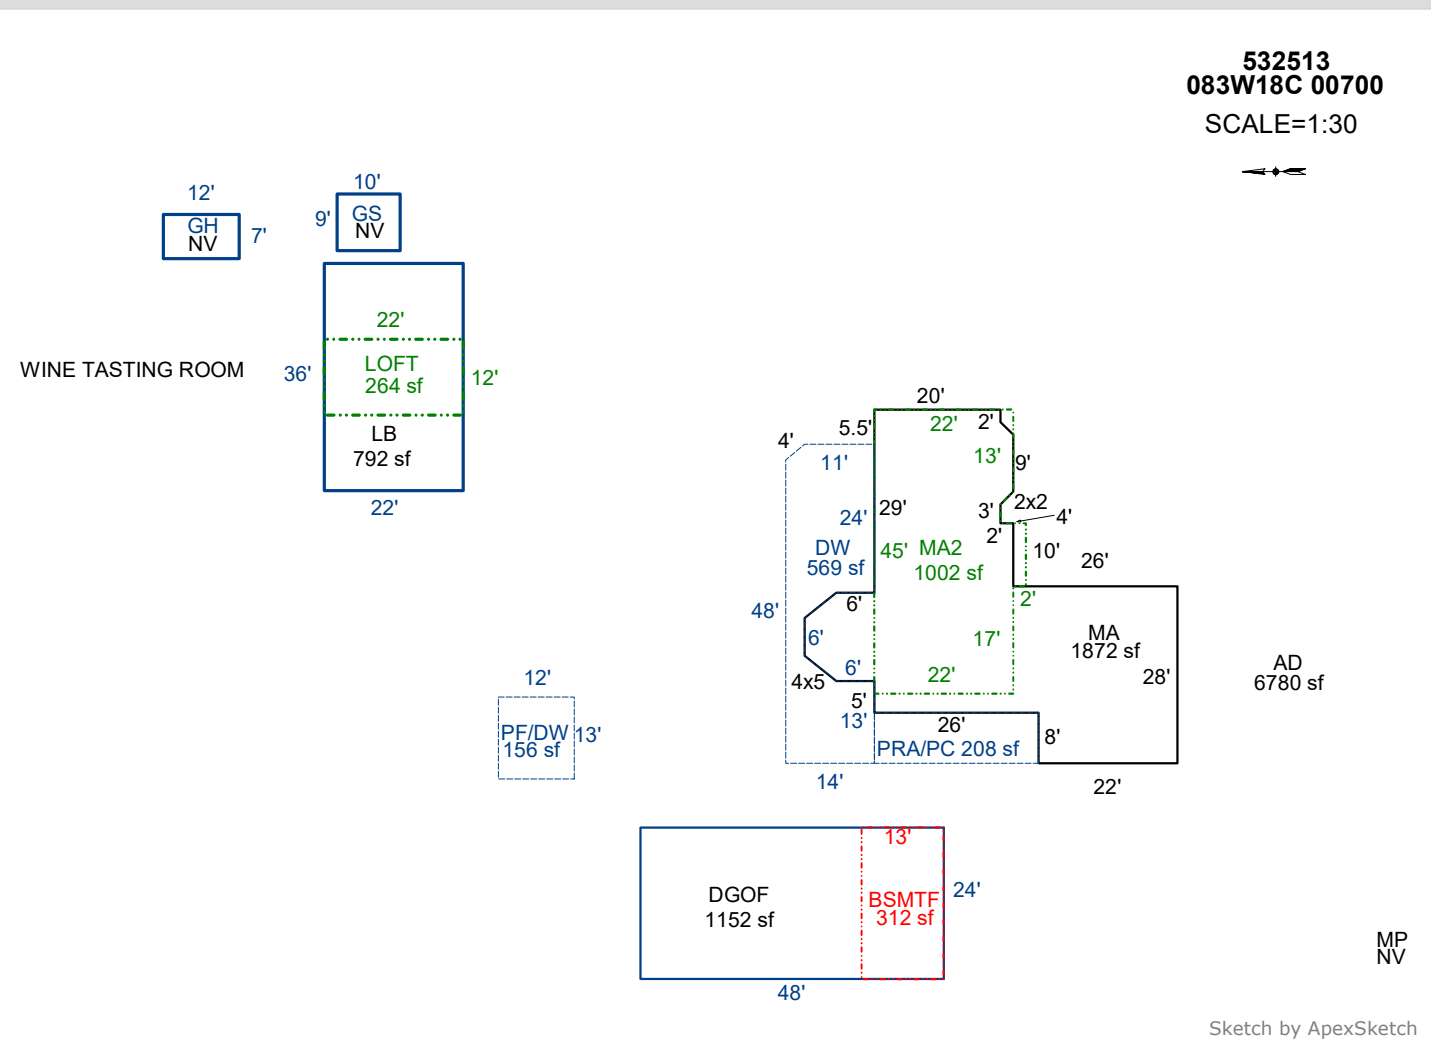 532513
083W18C 00700
SCALE=1:30
12'
GH
NV
7'
10'
9'
GS
NV
WINE TASTING ROOM
36'
22'
LOFT
264 sf
12'
LB
792 sf
22'
20'
5.5'
22'
2'
4'
11'
13'
9'
29'
3'
2x2
4'
24'
2'
DW
569 sf
45'
MA2
1002 sf
10'
26'
6'
2'
48'
6'
17'
MA
1872 sf
28'
AD
6780 sf
4x5
6'
22'
5'
13'
26'
8'
PRA/PC 208 sf
14'
22'
12'
PF/DW
156 sf
13'
13'
DGOF
1152 sf
BSMTF
312 sf
24'
48'
MP
NV
Sketch by ApexSketch